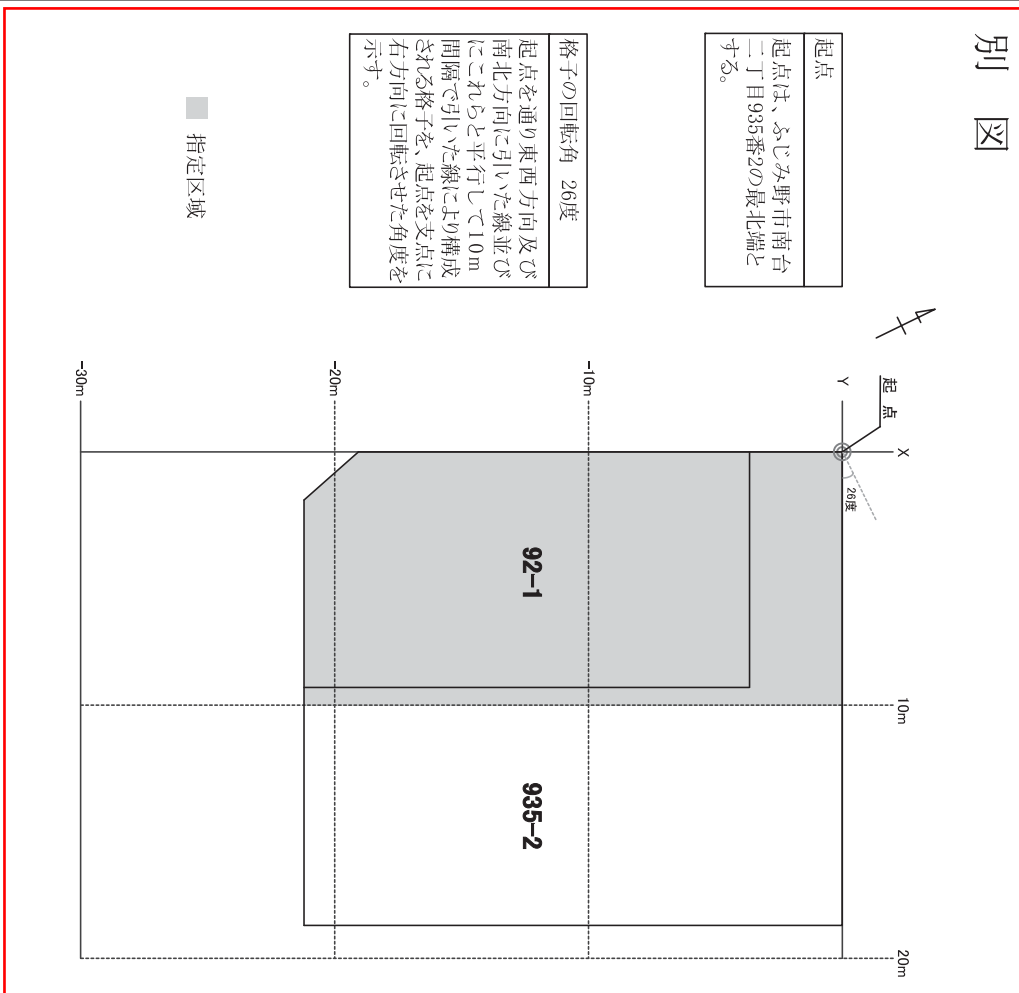 別 図
起点
起点は、ふじみ野市南台
二丁目935番2の最北端と
する。
格子の回転角 26度
起点を通り東西方向及び
南北方向に引いた線並び
にこれらと平行して10m
間隔で引いた線により構成
される格子を、起点を支点に
右方向に回転させた角度を
示す。
指定区域
起 点
X
10m
20m
Y
26度
-10m
-20m
-30m
92-1
935-2